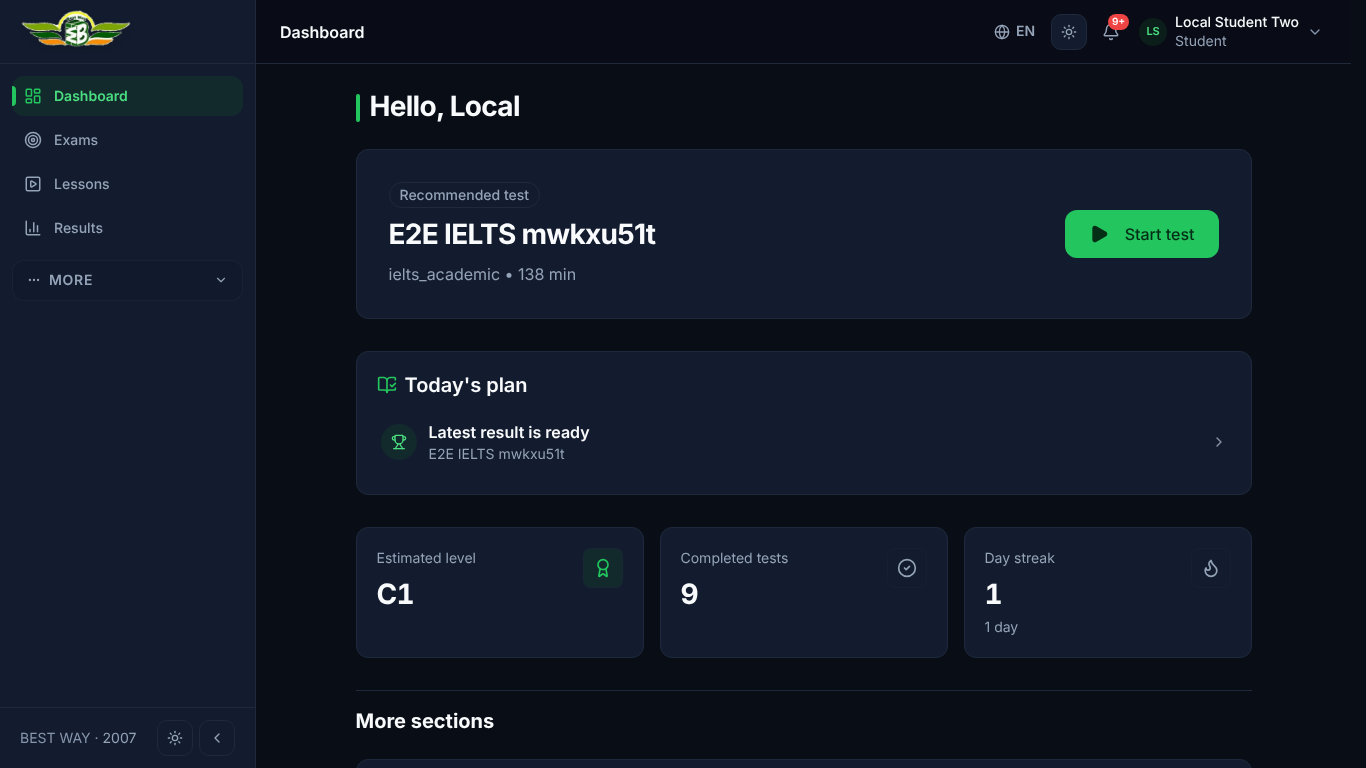 Dashboard
EN
9+
LS
Local Student Two
Student
Dashboard
Exams
Lessons
Results
MORE
Hello, Local
Recommended test
E2E IELTS mwkxu51t
ielts_academic • 138 min
Start test
Today's plan
Latest result is ready
E2E IELTS mwkxu51t
Estimated level
C1
Completed tests
9
Day streak
1
1 day
More sections
BEST WAY · 2007